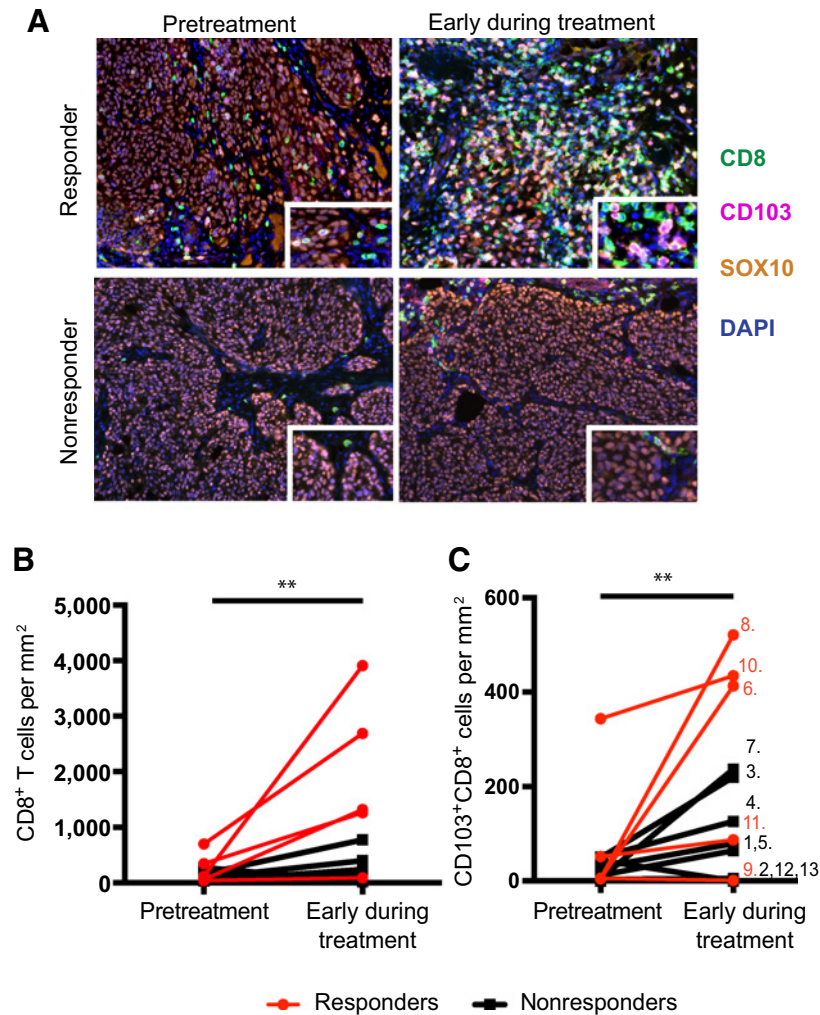 A
Pretreatment
Early during treatment
Responder
Nonresponder
CD8
CD103
SOX10
DAPI
B
**
CD8⁺ T cells per mm²
5,000
4,000
3,000
2,000
1,000
0
Pretreatment
Early during
treatment
C
**
CD103⁺CD8⁺ cells per mm²
600
400
200
0
8.
10.
6.
7.
3.
4.
11.
1,5.
9.2,12,13
Pretreatment
Early during
treatment
Responders
Nonresponders